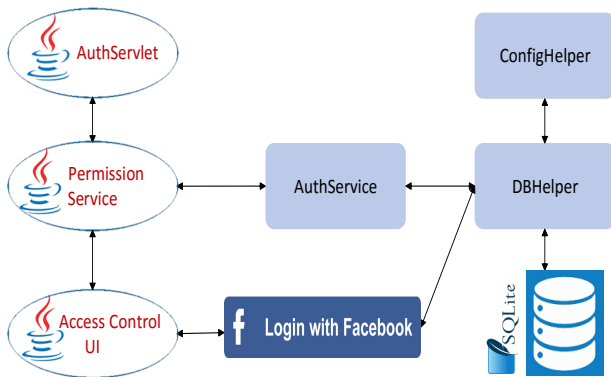 AuthServlet
ConfigHelper
Permission
Service
AuthService
DBHelper
Access Control
UI
f Login with Facebook
SQLite